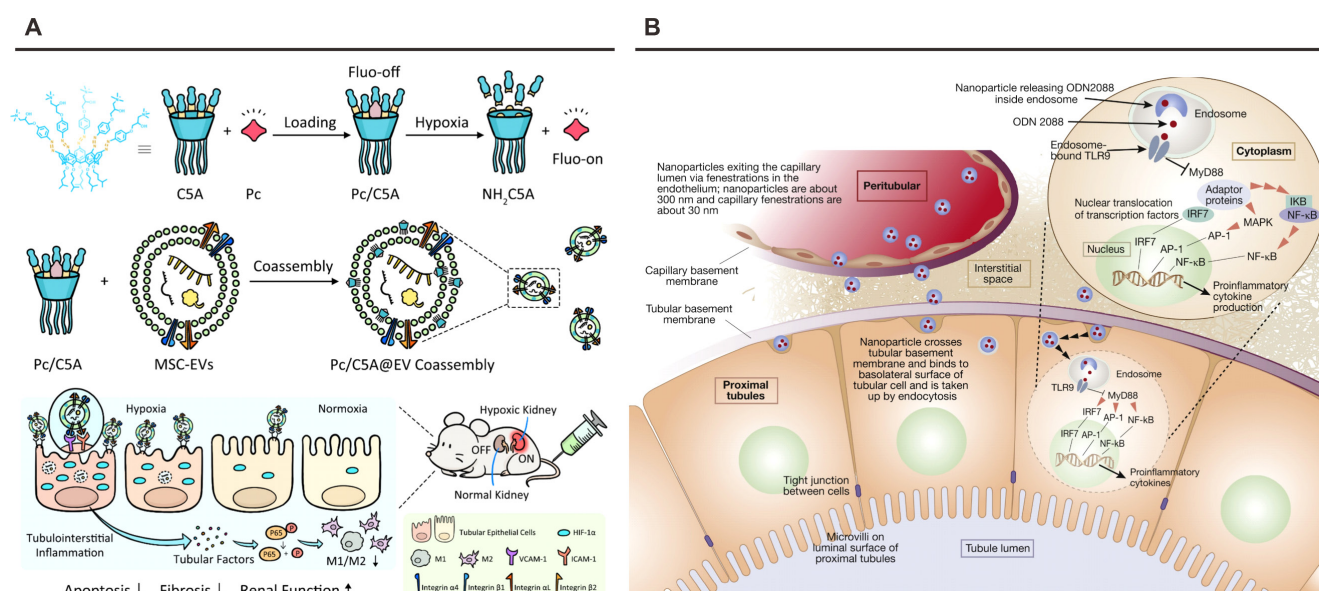 A
B
Fluo-off
Loading
Hypoxia
Fluo-on
C5A
Pc
Pc/C5A
NH2C5A
+
+
+
≡
Coassembly
Pc/C5A
MSC-EVs
Pc/C5A@EV Coassembly
Hypoxia
Normoxia
Hypoxic Kidney
OFF
ON
Normal Kidney
Tubulointerstitial
Inflammation
Tubular Factors
P65
P
P65
+
P
M1/M2 ↓
Tubular Epithelial Cells
HIF-1α
M1
M2
VCAM-1
ICAM-1
Integrin α4
Integrin β1
Integrin αL
Integrin β2
Apoptosis ↓ Fibrosis ↓ Renal Function ↑
Nanoparticle releasing ODN2088
inside endosome
Endosome
ODN 2088
Endosome-
bound TLR9
MyD88
Cytoplasm
Nanoparticles exiting the capillary
lumen via fenestrations in the
endothelium; nanoparticles are about
300 nm and capillary fenestrations are
about 30 nm
Peritubular
Adaptor
proteins
IKB
NF-κB
Nuclear translocation
of transcription factors
IRF7
MAPK
AP-1
IRF7
AP-1
NF-κB
NF-κB
Nucleus
Proinflammatory
cytokine
production
Capillary basement
membrane
Interstitial
space
Tubular basement
membrane
Nanoparticle crosses
tubular basement
membrane and binds to
basolateral surface of
tubular cell and is taken
up by endocytosis
Proximal
tubules
Endosome
TLR9
MyD88
IRF7
AP-1
NF-κB
IRF7
AP-1
NF-κB
Proinflammatory
cytokines
Tight junction
between cells
Microvilli on
luminal surface of
proximal tubules
Tubule lumen